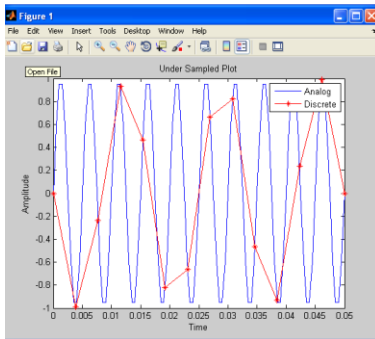 Figure 1
File Edit View Insert Tools Desktop Window Help
Open File
Under Sampled Plot
Analog
Discrete
1
0.8
0.6
0.4
0.2
0
-0.2
-0.4
-0.6
-0.8
-1
Amplitude
0 0.005 0.01 0.015 0.02 0.025 0.03 0.035 0.04 0.045 0.05
Time